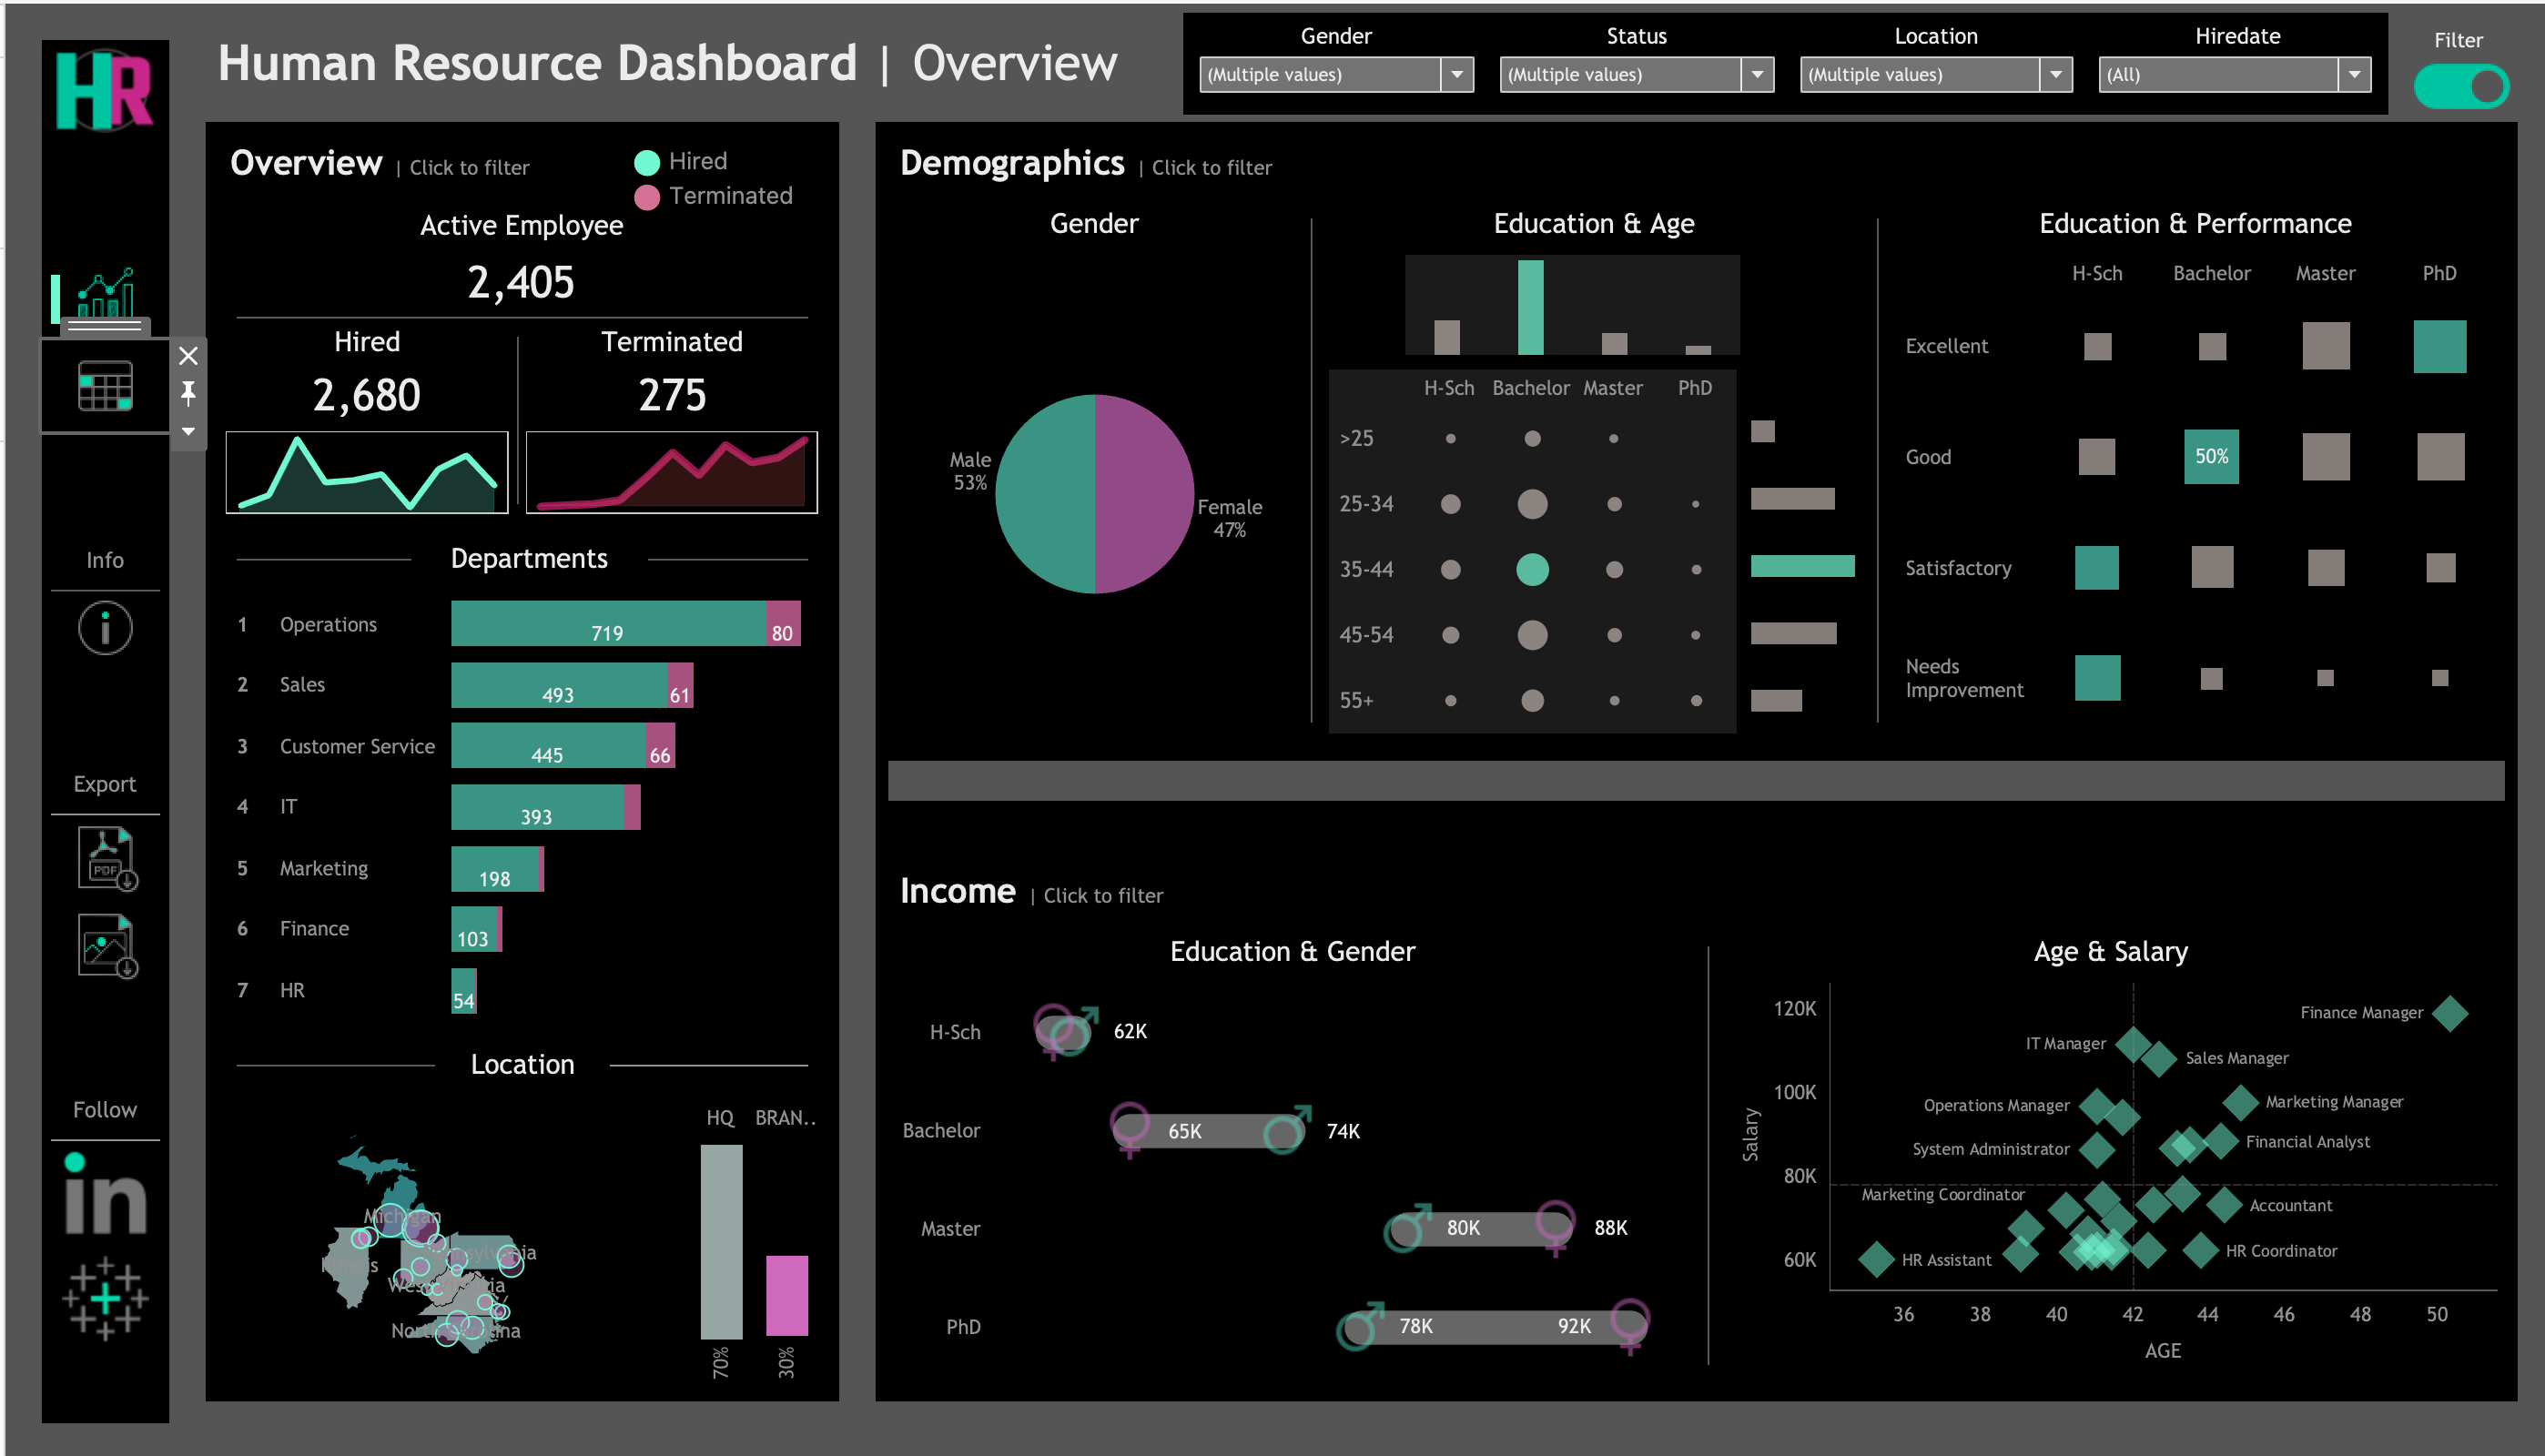 HR
Human Resource Dashboard | Overview
Gender
Status
Location
Hiredate
Filter
(Multiple values)
(Multiple values)
(Multiple values)
(All)
Overview | Click to filter
Hired
Terminated
Active Employee
2,405
Hired
Terminated
2,680
275
Departments
1 Operations 719 80
2 Sales 493 61
3 Customer Service 445 66
4 IT 393
5 Marketing 198
6 Finance 103
7 HR 54
Location
HQ BRAN..
Michigan
70% 30%
Info
Export
PDF
Follow
in
Demographics | Click to filter
Gender
Male
53%
Female
47%
Education & Age
H-Sch Bachelor Master PhD
>25
25-34
35-44
45-54
55+
Education & Performance
H-Sch Bachelor Master PhD
Excellent
Good 50%
Satisfactory
Needs
Improvement
Income | Click to filter
Education & Gender
H-Sch 62K
Bachelor 65K 74K
Master 80K 88K
PhD 78K 92K
Age & Salary
120K
100K
80K
60K
Salary
Finance Manager
IT Manager
Sales Manager
Operations Manager
Marketing Manager
System Administrator
Financial Analyst
Marketing Coordinator
Accountant
HR Assistant
HR Coordinator
36 38 40 42 44 46 48 50
AGE